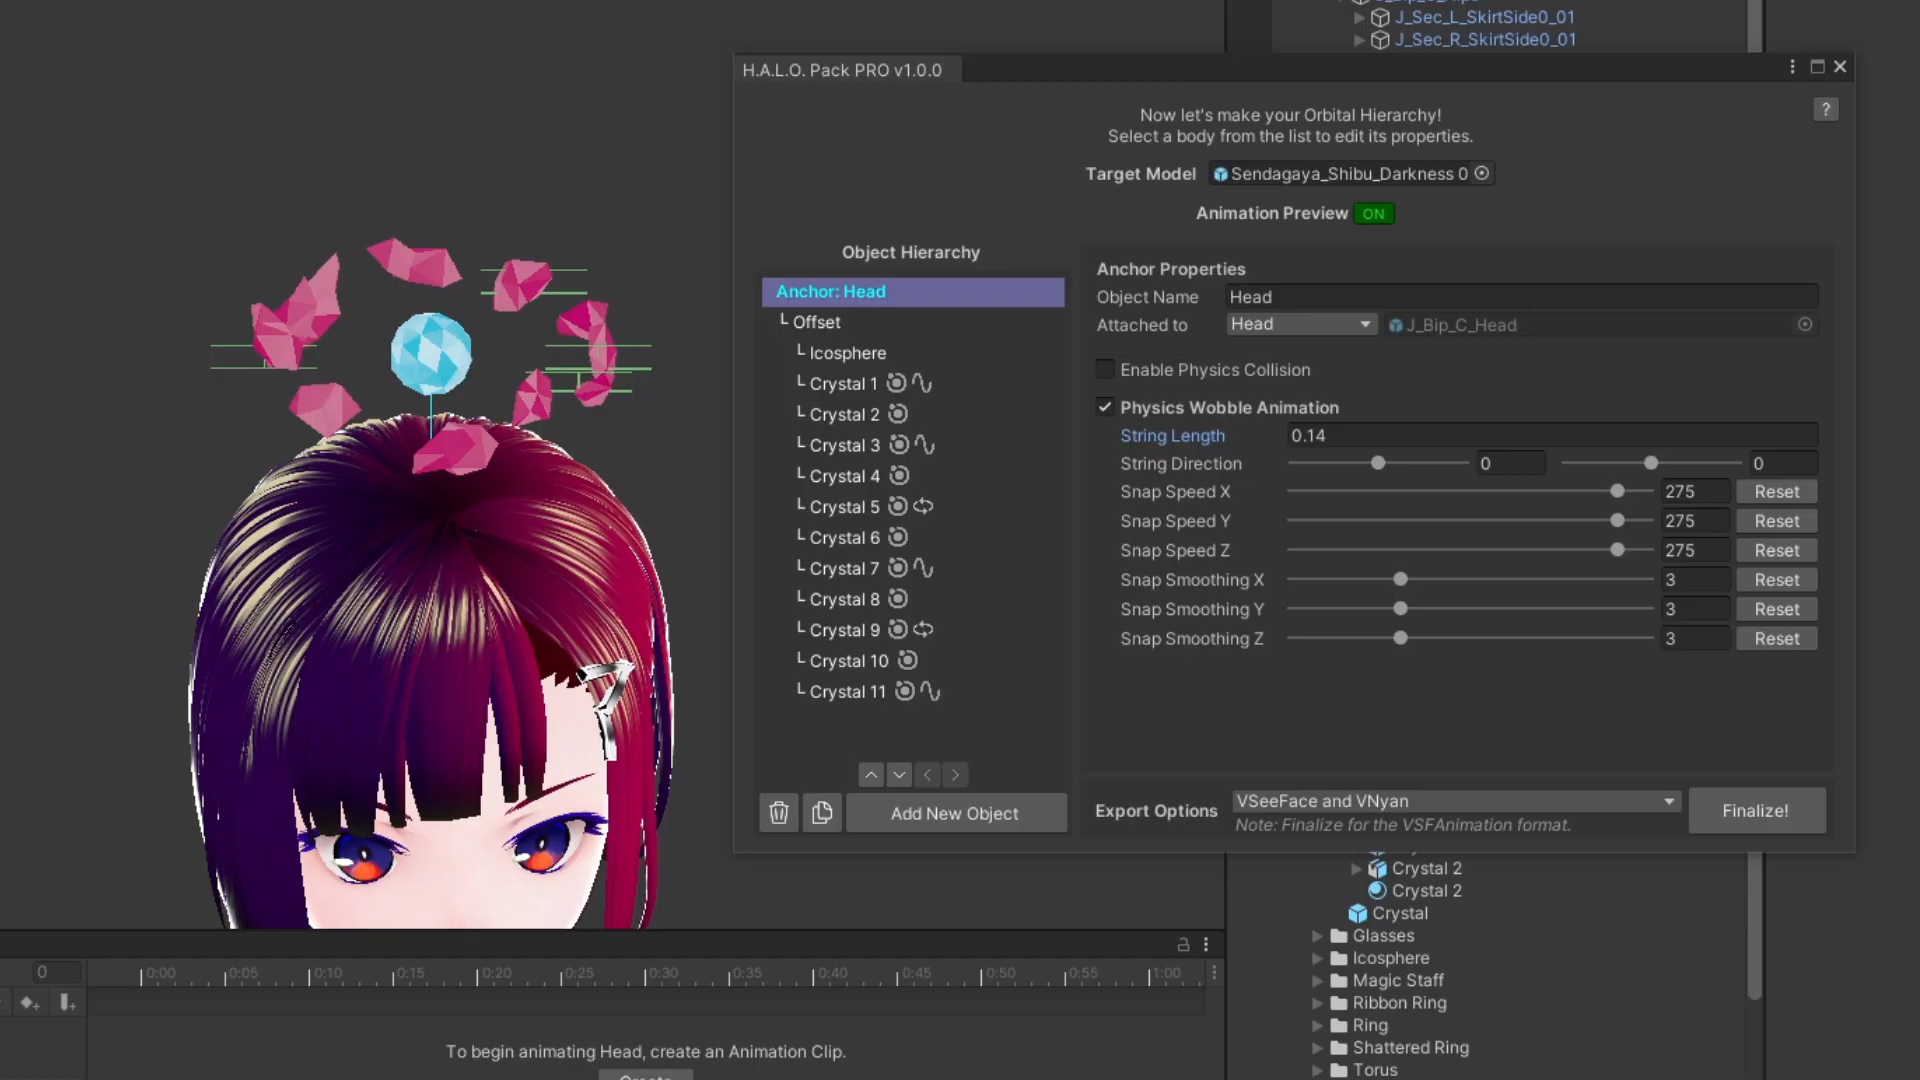 J_Sec_L_SkirtSide0_01
J_Sec_R_SkirtSide0_01
H.A.L.O. Pack PRO v1.0.0
?
Now let's make your Orbital Hierarchy!
Select a body from the list to edit its properties.
Target Model Sendagaya_Shibu_Darkness 0
Animation Preview ON
Object Hierarchy
Anchor: Head
Offset
Icosphere
Crystal 1
Crystal 2
Crystal 3
Crystal 4
Crystal 5
Crystal 6
Crystal 7
Crystal 8
Crystal 9
Crystal 10
Crystal 11
Add New Object
Anchor Properties
Object Name Head
Attached to Head J_Bip_C_Head
Enable Physics Collision
Physics Wobble Animation
String Length 0.14
String Direction 0 0
Snap Speed X 275 Reset
Snap Speed Y 275 Reset
Snap Speed Z 275 Reset
Snap Smoothing X 3 Reset
Snap Smoothing Y 3 Reset
Snap Smoothing Z 3 Reset
Export Options VSeeFace and VNyan
Note: Finalize for the VSFAnimation format.
Finalize!
Crystal 2
Crystal 2
Crystal
Glasses
Icosphere
Magic Staff
Ribbon Ring
Ring
Shattered Ring
Torus
0 0:00 0:05 0:10 0:15 0:20 0:25 0:30 0:35 0:40 0:45 0:50 0:55 1:00
To begin animating Head, create an Animation Clip.
Create